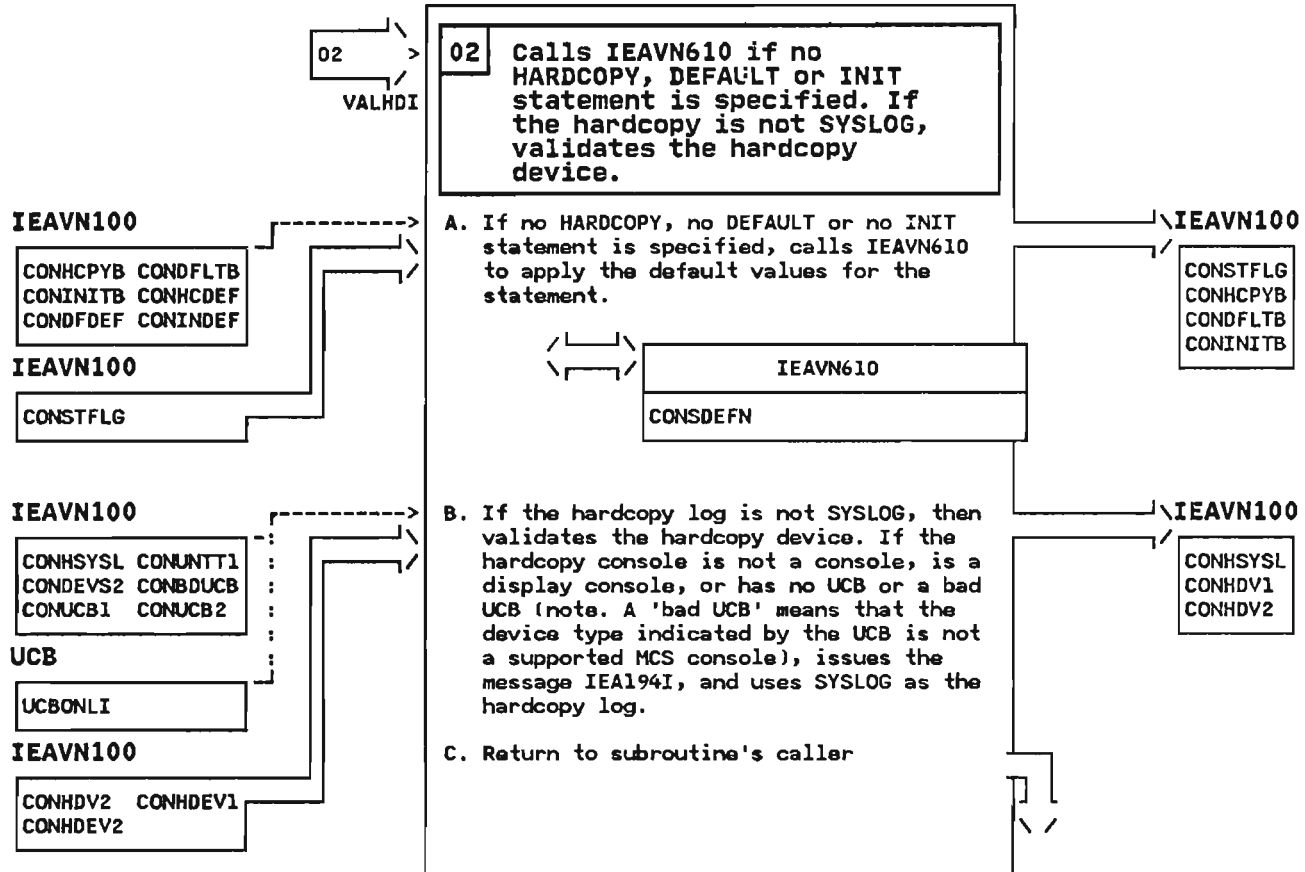 02
VALHDI
02 Calls IEAVN610 if no
HARDCOPY, DEFAULT or INIT
statement is specified. If
the hardcopy is not SYSLOG,
validates the hardcopy
device.
IEAVN100
CONHCPYB CONDFLTB
CONINITB CONHCDEF
CONDFDEF CONINDEF
IEAVN100
CONSTFLG
A. If no HARDCOPY, no DEFAULT or no INIT
statement is specified, calls IEAVN610
to apply the default values for the
statement.
IEAVN610
CONSDEFN
IEAVN100
CONSTFLG
CONHCPYB
CONDFLTB
CONINITB
IEAVN100
CONHSYSL CONUNTT1
CONDEVS2 CONBDUCB
CONUCB1 CONUCB2
UCB
UCBONLI
IEAVN100
CONHDV2 CONHDEV1
CONHDEV2
B. If the hardcopy log is not SYSLOG, then
validates the hardcopy device. If the
hardcopy console is not a console, is a
display console, or has no UCB or a bad
UCB (note. A 'bad UCB' means that the
device type indicated by the UCB is not
a supported MCS console), issues the
message IEA194I, and uses SYSLOG as the
hardcopy log.
C. Return to subroutine's caller
IEAVN100
CONHSYSL
CONHDV1
CONHDV2